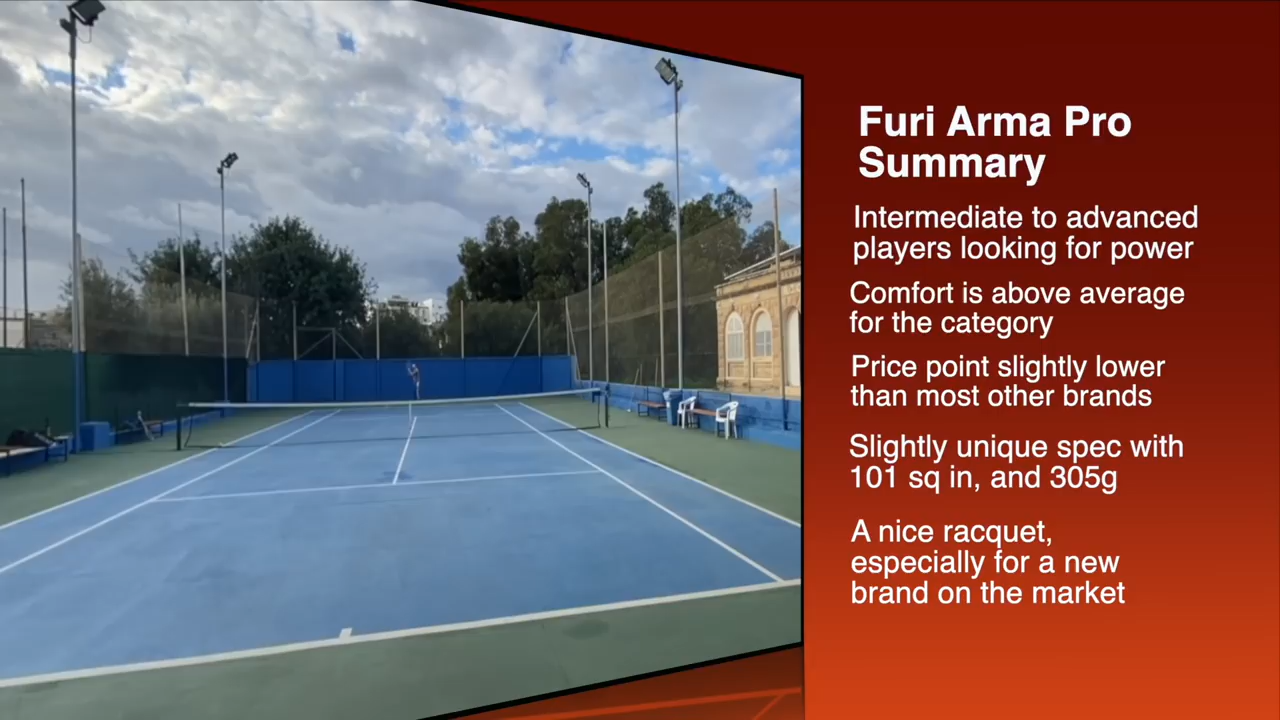 Furi Arma Pro
Summary
Intermediate to advanced
players looking for power
Comfort is above average
for the category
Price point slightly lower
than most other brands
Slightly unique spec with
101 sq in, and 305g
A nice racquet,
especially for a new
brand on the market